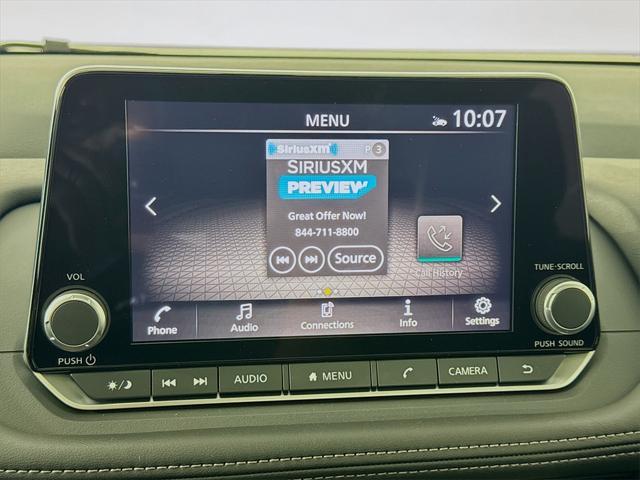 MENU 10:07
SiriusXM P 3
SIRIUSXM
PREVIEW
Great Offer Now!
844-711-8800
Source
Call History
Phone Audio Connections Info Settings
VOL
PUSH
TUNE·SCROLL
PUSH SOUND
AUDIO MENU CAMERA